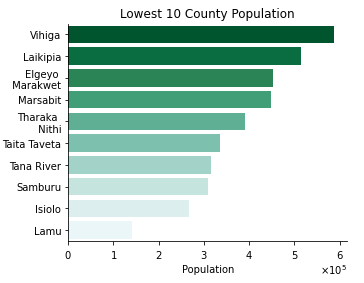 Lowest 10 County Population
Vihiga
Laikipia
Elgeyo
Marakwet
Marsabit
Tharaka
Nithi
Taita Taveta
Tana River
Samburu
Isiolo
Lamu
0 1 2 3 4 5 6
Population
×10⁵